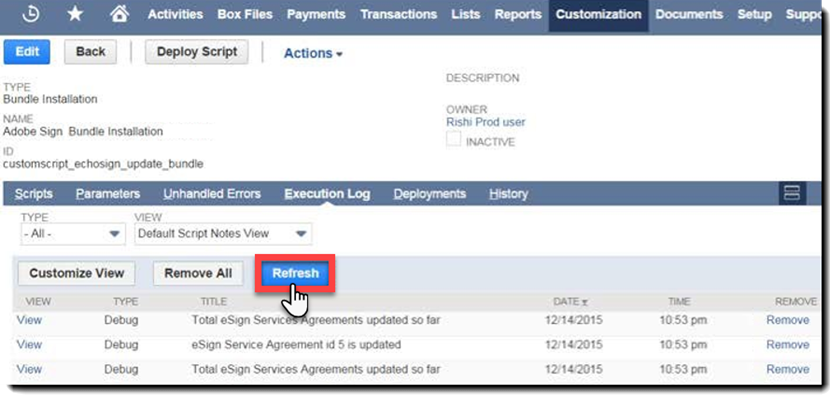 Activities Box Files Payments Transactions Lists Reports Customization Documents Setup Suppo
Edit Back Deploy Script Actions
TYPE
Bundle Installation
NAME
Adobe Sign Bundle Installation
ID
customscript_echosign_update_bundle
DESCRIPTION
OWNER
Rishi Prod user
INACTIVE
Scripts Parameters Unhandled Errors Execution Log Deployments History
TYPE VIEW
- All - Default Script Notes View
Customize View Remove All Refresh
VIEW TYPE TITLE DATE TIME REMOVE
View Debug Total eSign Services Agreements updated so far 12/14/2015 10:53 pm Remove
View Debug eSign Service Agreement id 5 is updated 12/14/2015 10:53 pm Remove
View Debug Total eSign Services Agreements updated so far 12/14/2015 10:53 pm Remove